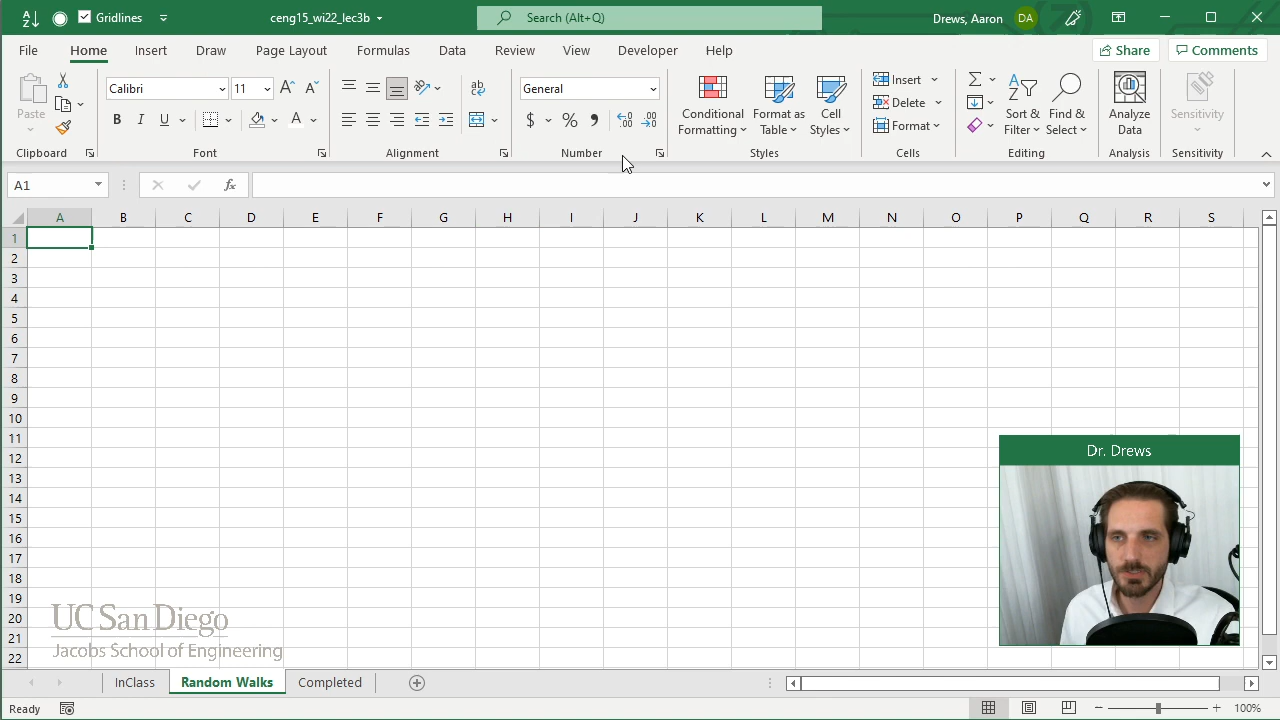 Gridlines
ceng15_wi22_lec3b
Search (Alt+Q)
Drews, Aaron
DA
File Home Insert Draw Page Layout Formulas Data Review View Developer Help
Share Comments
Paste
Clipboard
Calibri 11
B I U
Font
ab
Alignment
General
$ % ,
Number
Conditional Formatting
Format as Table
Cell Styles
Styles
Insert
Delete
Format
Cells
Sort & Filter
Find & Select
Editing
Analyze Data
Analysis
Sensitivity
Sensitivity
A1 fx
A B C D E F G H I J K L M N O P Q R S
1
2
3
4
5
6
7
8
9
10
11
12
13
14
15
16
17
18
19
20
21
22
Dr. Drews
UC San Diego
Jacobs School of Engineering
InClass Random Walks Completed
Ready
100%